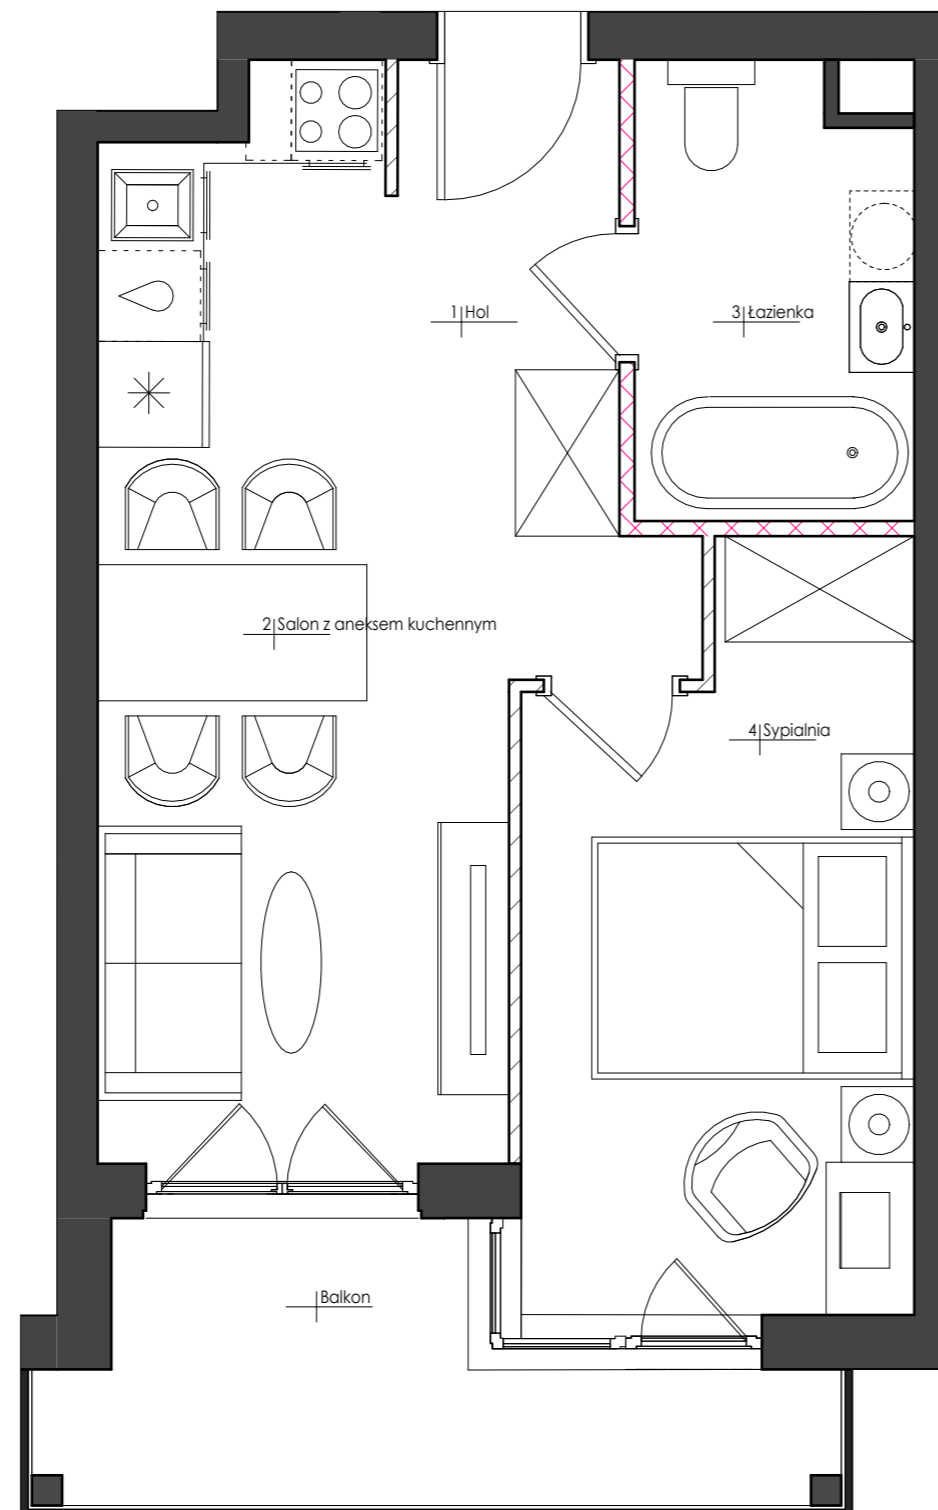 1 Hol
3 Łazienka
2 Salon z aneksem kuchennym
4 Sypialnia
Balkon